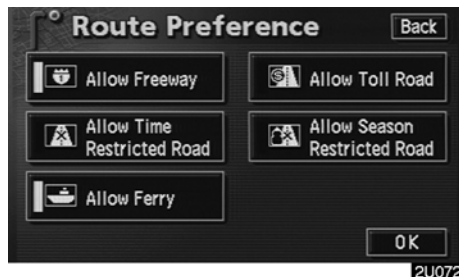 Route Preference
Back
Allow Freeway
Allow Toll Road
Allow Time
Restricted Road
Allow Season
Restricted Road
Allow Ferry
OK
2U072